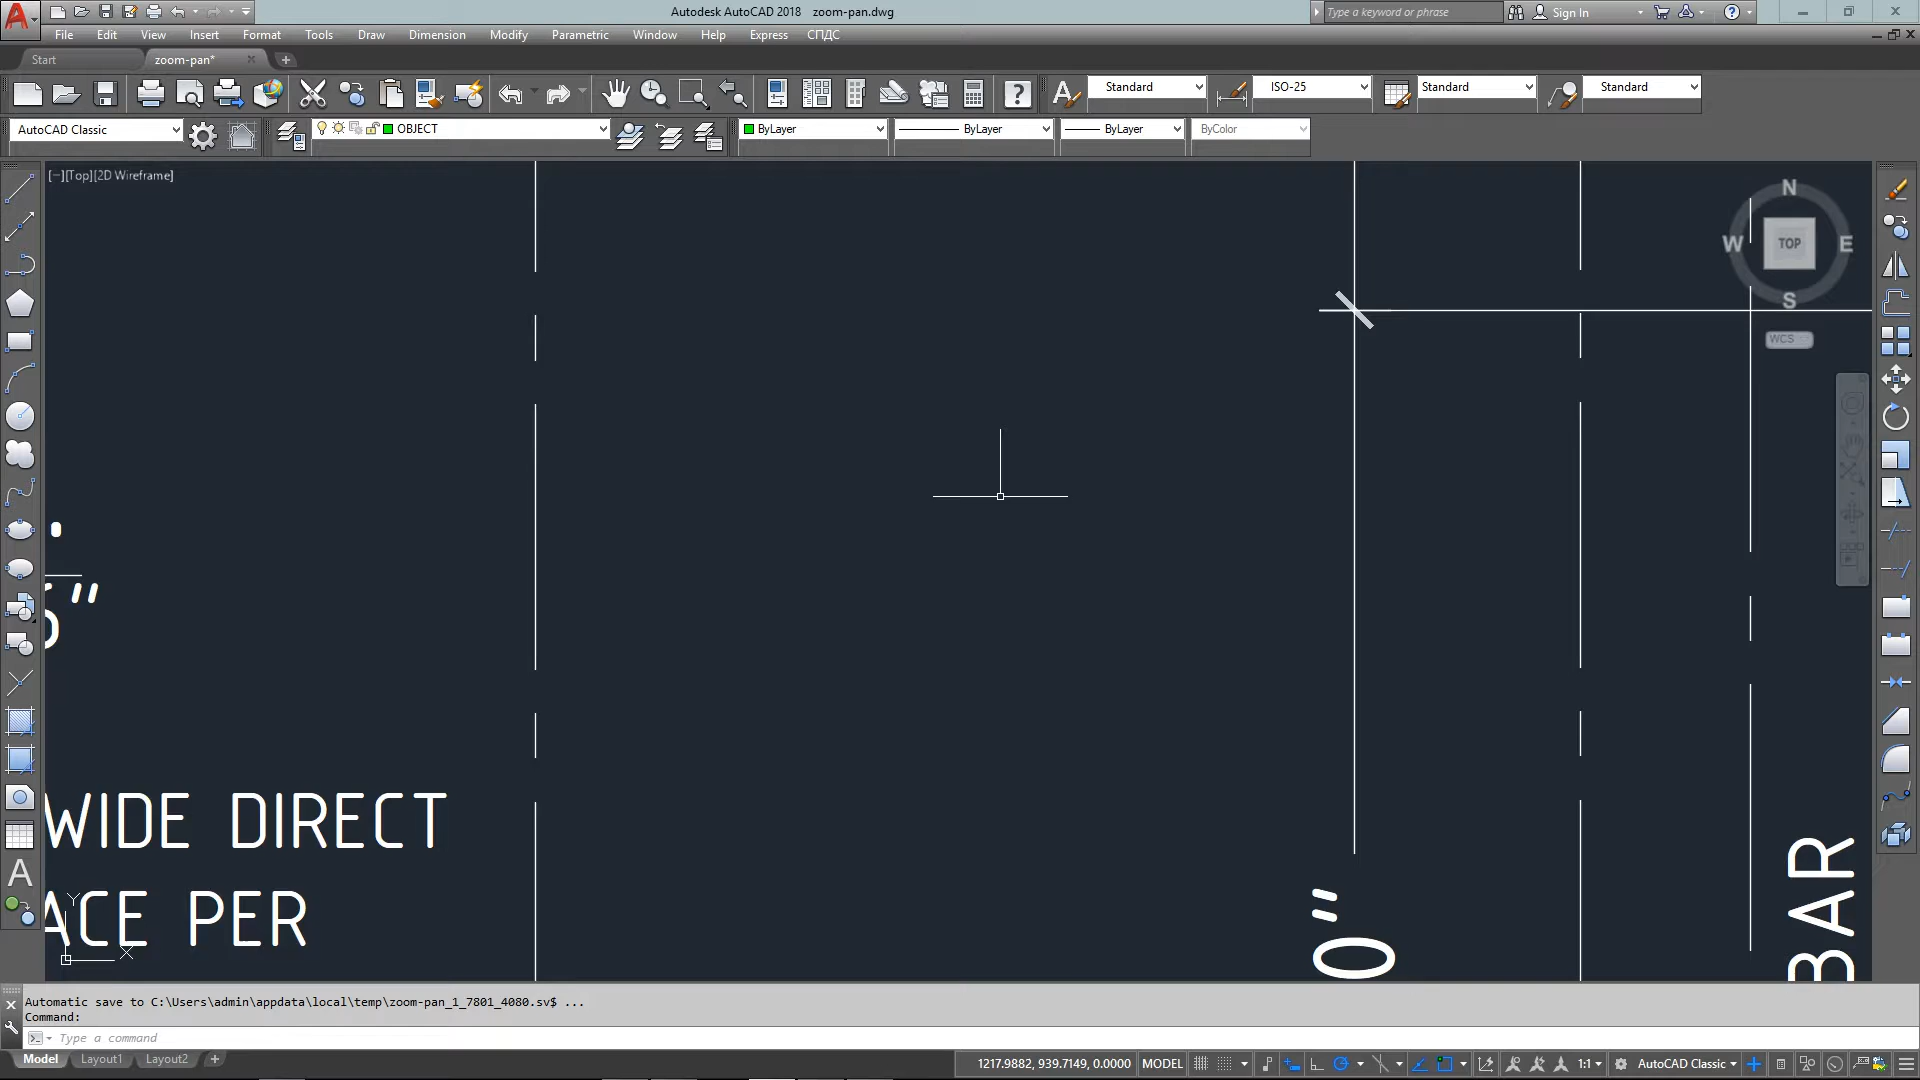 Autodesk AutoCAD 2018 zoom-pan.dwg
Type a keyword or phrase
Sign In
File Edit View Insert Format Tools Draw Dimension Modify Parametric Window Help Express СПДС
Start zoom-pan*
Standard ISO-25 Standard Standard
AutoCAD Classic OBJECT ByLayer ByLayer ByLayer ByColor
[−][Top][2D Wireframe]
N
W TOP E
S
WCS
"
WIDE DIRECT
ACE PER
Y
X
0"
BAR
Automatic save to C:\Users\admin\appdata\local\temp\zoom-pan_1_7801_4080.sv$ ...
Command:
Type a command
Model Layout1 Layout2 +
1217.9882, 939.7149, 0.0000 MODEL 1:1 AutoCAD Classic